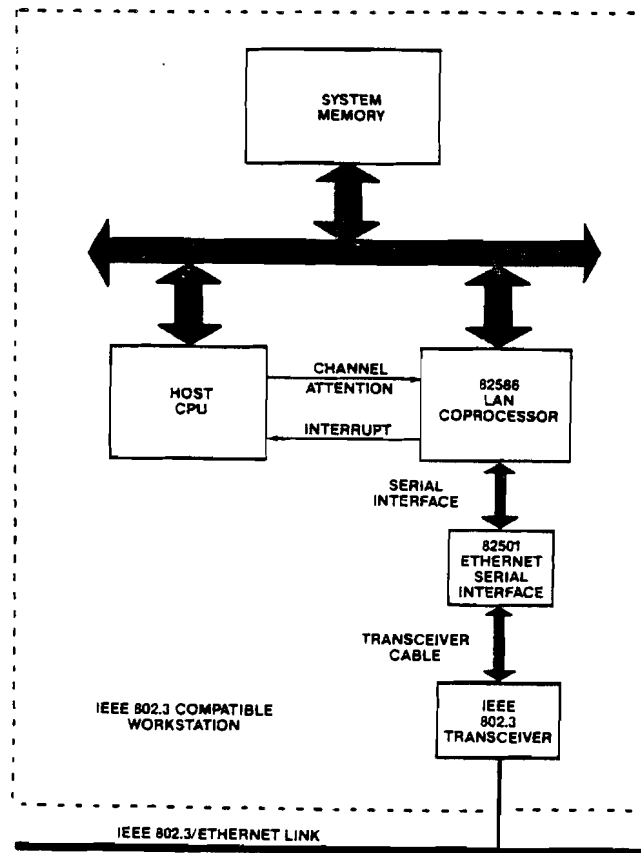 SYSTEM
MEMORY
HOST
CPU
CHANNEL
ATTENTION
INTERRUPT
82586
LAN
COPROCESSOR
SERIAL
INTERFACE
82501
ETHERNET
SERIAL
INTERFACE
TRANSCEIVER
CABLE
IEEE
802.3
TRANSCEIVER
IEEE 802.3 COMPATIBLE
WORKSTATION
IEEE 802.3/ETHERNET LINK